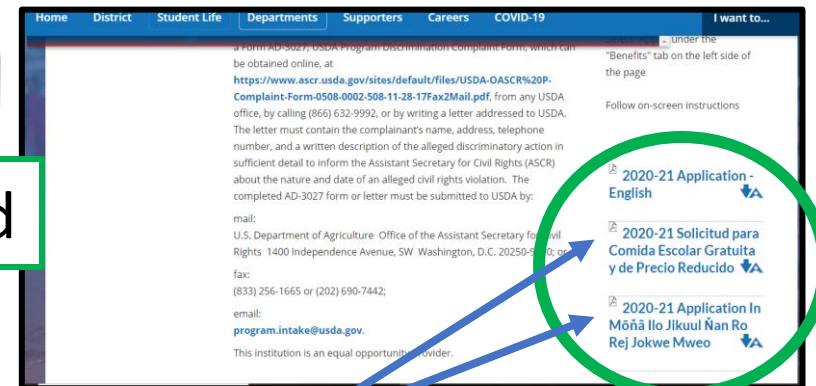 Home District Student Life Departments Supporters Careers COVID-19 I want to...
a Form AD-3027, USDA Program Discrimination Complaint Form, which can
be obtained online, at
https://www.ascr.usda.gov/sites/default/files/USDA-OASCR%20P-
Complaint-Form-0508-0002-508-11-28-17Fax2Mail.pdf, from any USDA
office, by calling (866) 632-9992, or by writing a letter addressed to USDA.
The letter must contain the complainant's name, address, telephone
number, and a written description of the alleged discriminatory action in
sufficient detail to inform the Assistant Secretary for Civil Rights (ASCR)
about the nature and date of an alleged civil rights violation. The
completed AD-3027 form or letter must be submitted to USDA by:
mail:
U.S. Department of Agriculture Office of the Assistant Secretary for Civil
Rights 1400 Independence Avenue, SW Washington, D.C. or
fax:
(833) 256-1665 or (202) 690-7442;
email:
program.intake@usda.gov.
This institution is an equal opportunity provider.
under the
"Benefits" tab on the left side of
the page
Follow on-screen instructions
2020-21 Application -
English
2020-21 Solicitud para
Comida Escolar Gratuita
y de Precio Reducido
2020-21 Application In
Mōñā Ilo Jikuul Ñan Ro
Rej Jokwe Mweo
d